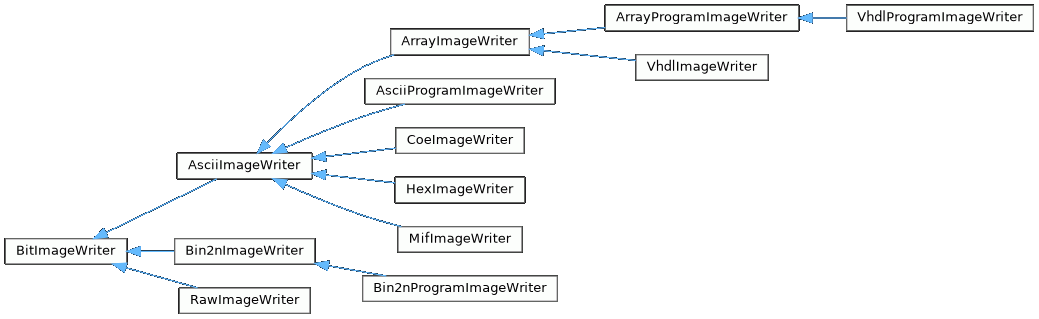 ArrayProgramImageWriter
VhdlProgramImageWriter
ArrayImageWriter
VhdlImageWriter
AsciiProgramImageWriter
CoeImageWriter
AsciiImageWriter
HexImageWriter
MifImageWriter
BitImageWriter
Bin2nImageWriter
Bin2nProgramImageWriter
RawImageWriter